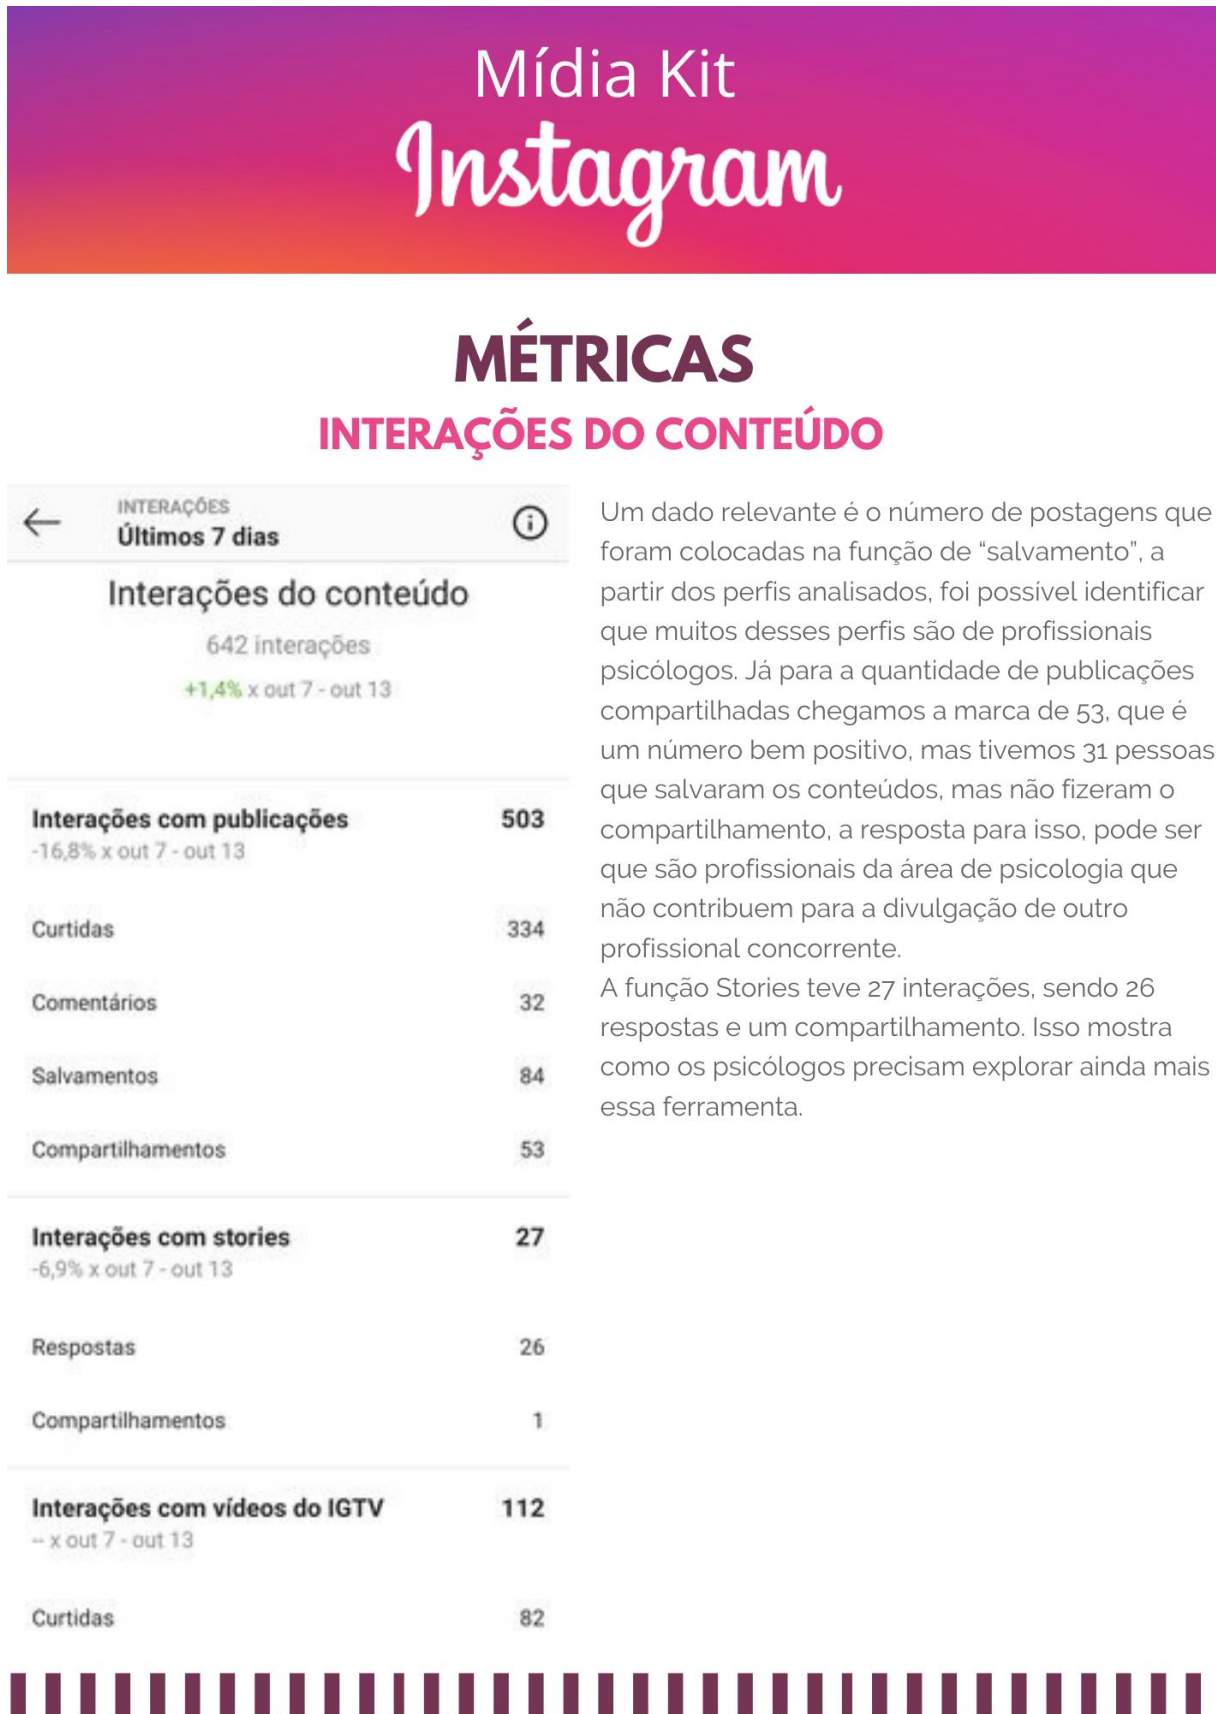 Mídia Kit
Instagram
MÉTRICAS
INTERAÇÕES DO CONTEÚDO
INTERAÇÕES
Últimos 7 dias
Interações do conteúdo
642 interações
+1,4% x out 7 - out 13
Interações com publicações 503
-16,8% x out 7 - out 13
Curtidas 334
Comentários 32
Salvamentos 84
Compartilhamentos 53
Interações com stories 27
-6,9% x out 7 - out 13
Respostas 26
Compartilhamentos 1
Interações com vídeos do IGTV 112
-- x out 7 - out 13
Curtidas 82
Um dado relevante é o número de postagens que
foram colocadas na função de “salvamento”, a
partir dos perfis analisados, foi possível identificar
que muitos desses perfis são de profissionais
psicólogos. Já para a quantidade de publicações
compartilhadas chegamos a marca de 53, que é
um número bem positivo, mas tivemos 31 pessoas
que salvaram os conteúdos, mas não fizeram o
compartilhamento, a resposta para isso, pode ser
que são profissionais da área de psicologia que
não contribuem para a divulgação de outro
profissional concorrente.
A função Stories teve 27 interações, sendo 26
respostas e um compartilhamento. Isso mostra
como os psicólogos precisam explorar ainda mais
essa ferramenta.